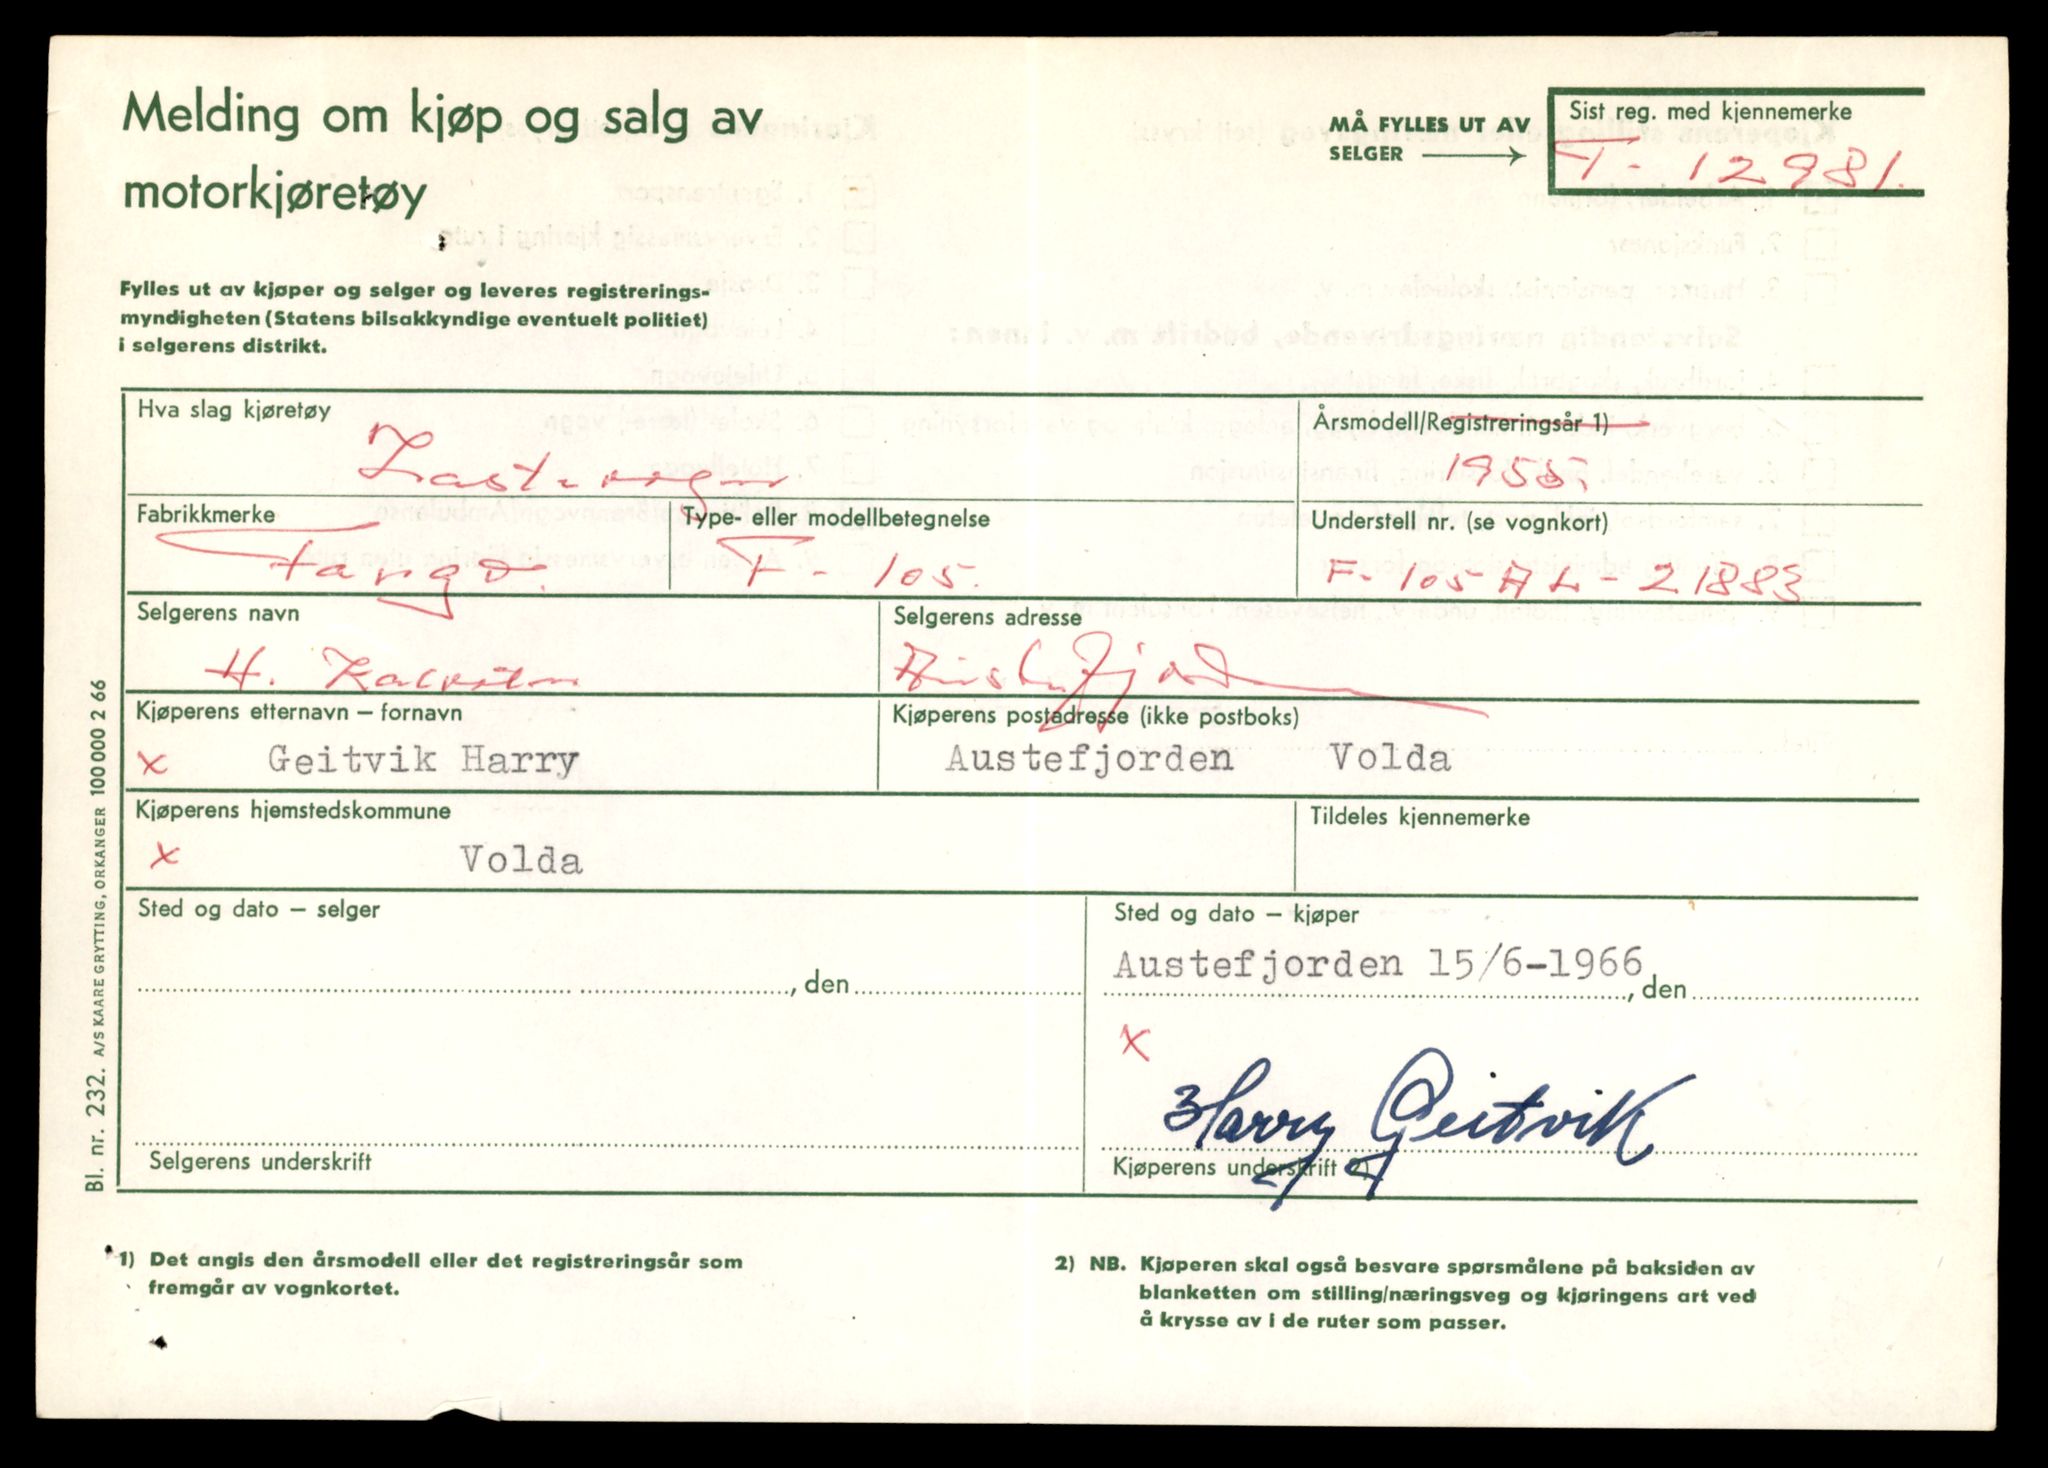 Melding om kjøp og salg av
motorkjøretøy
MÅ FYLLES UT AV
SELGER
Sist reg. med kjennemerke
T- 12981.
Fylles ut av kjøper og selger og leveres registrerings-
myndigheten (Statens bilsakkyndige eventuelt politiet)
i selgerens distrikt.
Hva slag kjøretøy
Lastevogn
Årsmodell/Registreringsår 1)
1955.
Fabrikkmerke
Fargo.
Type- eller modellbetegnelse
F- 105.
Understell nr. (se vognkort)
F-105 AL-21883
Selgerens navn
H.
Selgerens adresse
Kjøperens etternavn – fornavn
x Geitvik Harry
Kjøperens postadresse (ikke postboks)
Austefjorden Volda
Kjøperens hjemstedskommune
x Volda
Tildeles kjennemerke
Sted og dato – selger
, den
Sted og dato – kjøper
Austefjorden 15/6-1966
, den
x
Harry Geitvik
Selgerens underskrift
Kjøperens underskrift 2)
Bl. nr. 232. A/S KAARE GRYTTING, ORKANGER 100 000 2 66
1) Det angis den årsmodell eller det registreringsår som
fremgår av vognkortet.
2) NB. Kjøperen skal også besvare spørsmålene på baksiden av
blanketten om stilling/næringsveg og kjøringens art ved
å krysse av i de ruter som passer.